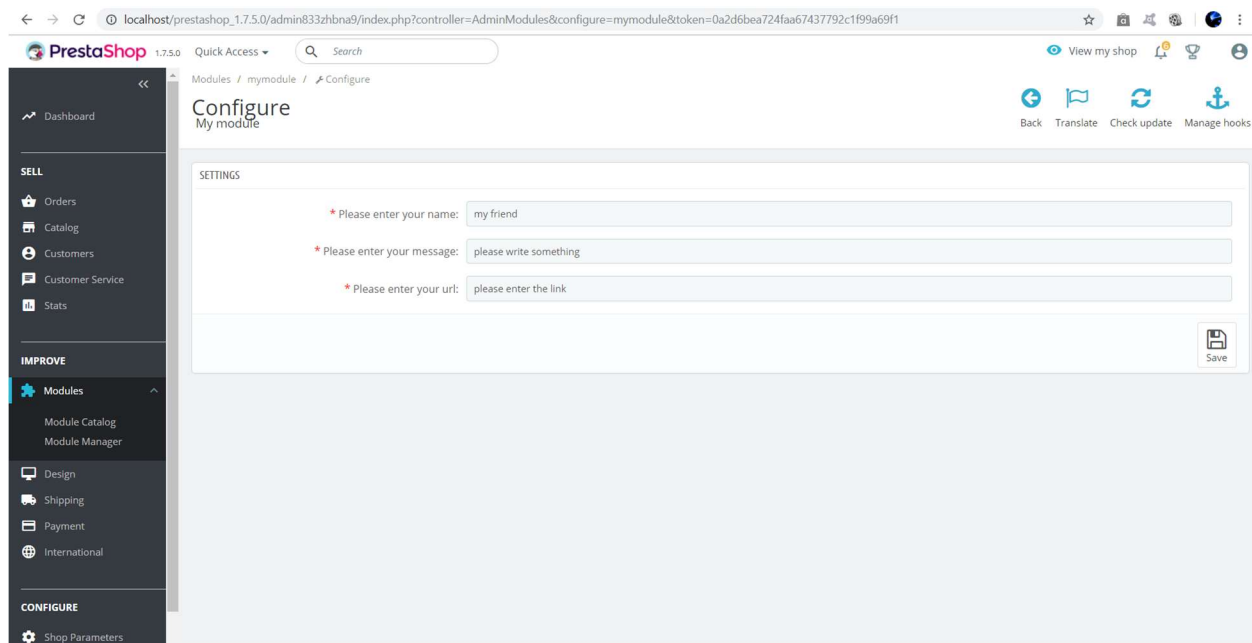 localhost/prestashop_1.7.5.0/admin833zhbna9/index.php?controller=AdminModules&configure=mymodule&token=0a2d6bea724faa67437792c1f99a69f1
PrestaShop 1.7.5.0 Quick Access Search View my shop 6
Modules / mymodule / Configure
Configure
My module
Back Translate Check update Manage hooks
Dashboard
SELL
Orders
Catalog
Customers
Customer Service
Stats
IMPROVE
Modules
Module Catalog
Module Manager
Design
Shipping
Payment
International
CONFIGURE
Shop Parameters
SETTINGS
* Please enter your name: my friend
* Please enter your message: please write something
* Please enter your url: please enter the link
Save